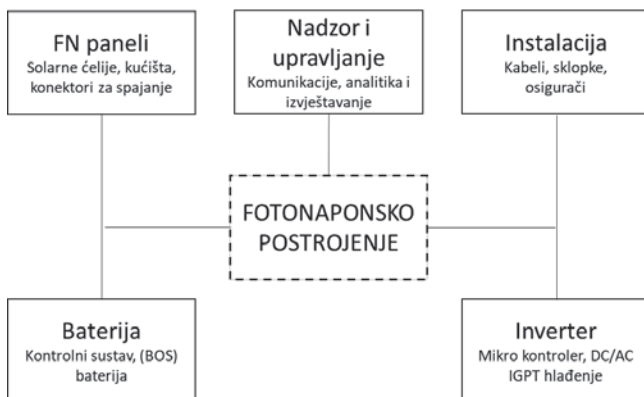 FN paneli
Solarne ćelije, kućišta,
konektori za spajanje
Nadzor i
upravljanje
Komunikacije, analitika i
izvještavanje
Instalacija
Kabeli, sklopke,
osigurači
FOTONAPONSKO
POSTROJENJE
Baterija
Kontrolni sustav, (BOS)
baterija
Inverter
Mikro kontroler, DC/AC
IGPT hlađenje